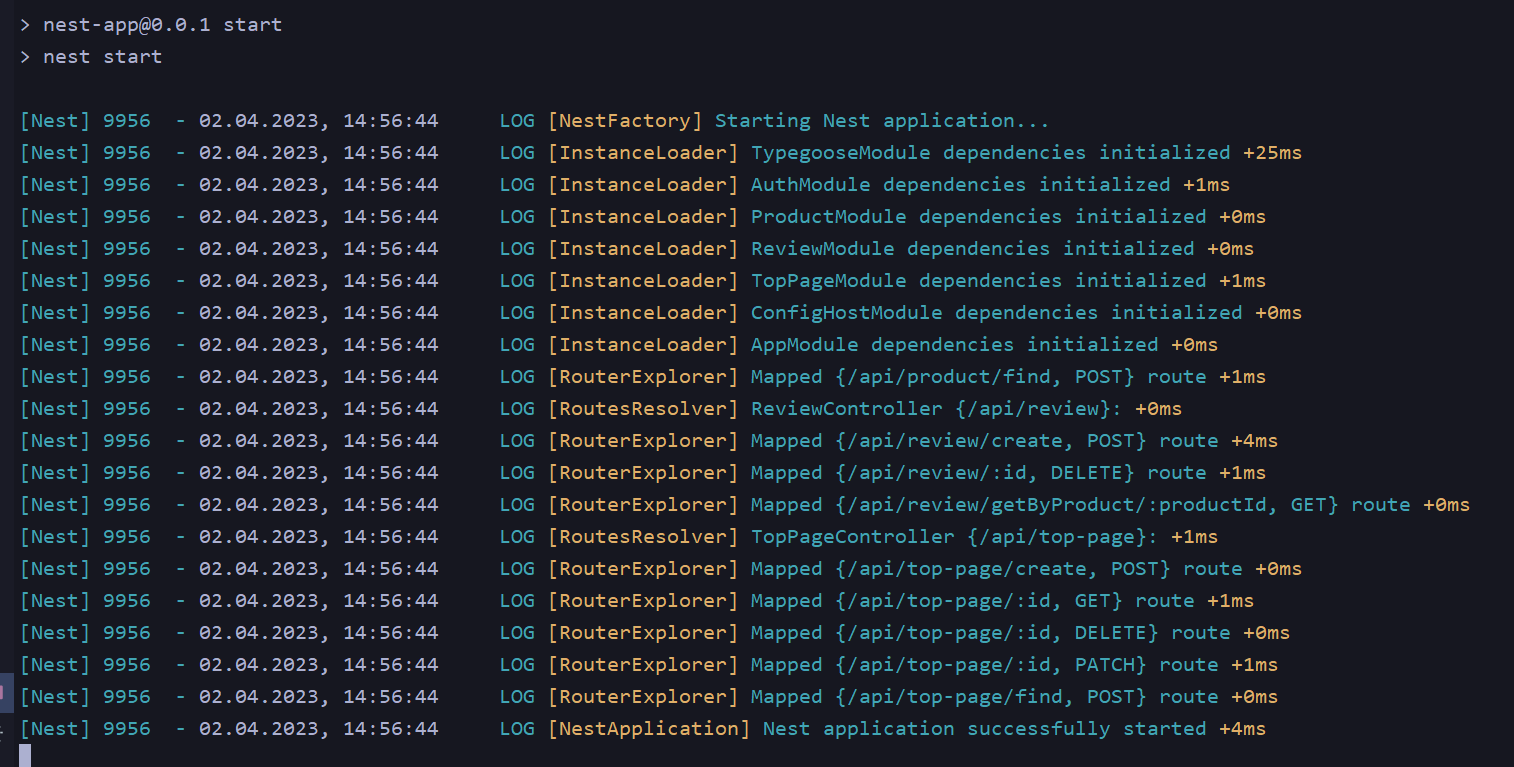 > nest-app@0.0.1 start
> nest start
[Nest] 9956  - 02.04.2023, 14:56:44     LOG [NestFactory] Starting Nest application...
[Nest] 9956  - 02.04.2023, 14:56:44     LOG [InstanceLoader] TypegooseModule dependencies initialized +25ms
[Nest] 9956  - 02.04.2023, 14:56:44     LOG [InstanceLoader] AuthModule dependencies initialized +1ms
[Nest] 9956  - 02.04.2023, 14:56:44     LOG [InstanceLoader] ProductModule dependencies initialized +0ms
[Nest] 9956  - 02.04.2023, 14:56:44     LOG [InstanceLoader] ReviewModule dependencies initialized +0ms
[Nest] 9956  - 02.04.2023, 14:56:44     LOG [InstanceLoader] TopPageModule dependencies initialized +1ms
[Nest] 9956  - 02.04.2023, 14:56:44     LOG [InstanceLoader] ConfigHostModule dependencies initialized +0ms
[Nest] 9956  - 02.04.2023, 14:56:44     LOG [InstanceLoader] AppModule dependencies initialized +0ms
[Nest] 9956  - 02.04.2023, 14:56:44     LOG [RouterExplorer] Mapped {/api/product/find, POST} route +1ms
[Nest] 9956  - 02.04.2023, 14:56:44     LOG [RoutesResolver] ReviewController {/api/review}: +0ms
[Nest] 9956  - 02.04.2023, 14:56:44     LOG [RouterExplorer] Mapped {/api/review/create, POST} route +4ms
[Nest] 9956  - 02.04.2023, 14:56:44     LOG [RouterExplorer] Mapped {/api/review/:id, DELETE} route +1ms
[Nest] 9956  - 02.04.2023, 14:56:44     LOG [RouterExplorer] Mapped {/api/review/getByProduct/:productId, GET} route +0ms
[Nest] 9956  - 02.04.2023, 14:56:44     LOG [RoutesResolver] TopPageController {/api/top-page}: +1ms
[Nest] 9956  - 02.04.2023, 14:56:44     LOG [RouterExplorer] Mapped {/api/top-page/create, POST} route +0ms
[Nest] 9956  - 02.04.2023, 14:56:44     LOG [RouterExplorer] Mapped {/api/top-page/:id, GET} route +1ms
[Nest] 9956  - 02.04.2023, 14:56:44     LOG [RouterExplorer] Mapped {/api/top-page/:id, DELETE} route +0ms
[Nest] 9956  - 02.04.2023, 14:56:44     LOG [RouterExplorer] Mapped {/api/top-page/:id, PATCH} route +1ms
[Nest] 9956  - 02.04.2023, 14:56:44     LOG [RouterExplorer] Mapped {/api/top-page/find, POST} route +0ms
[Nest] 9956  - 02.04.2023, 14:56:44     LOG [NestApplication] Nest application successfully started +4ms